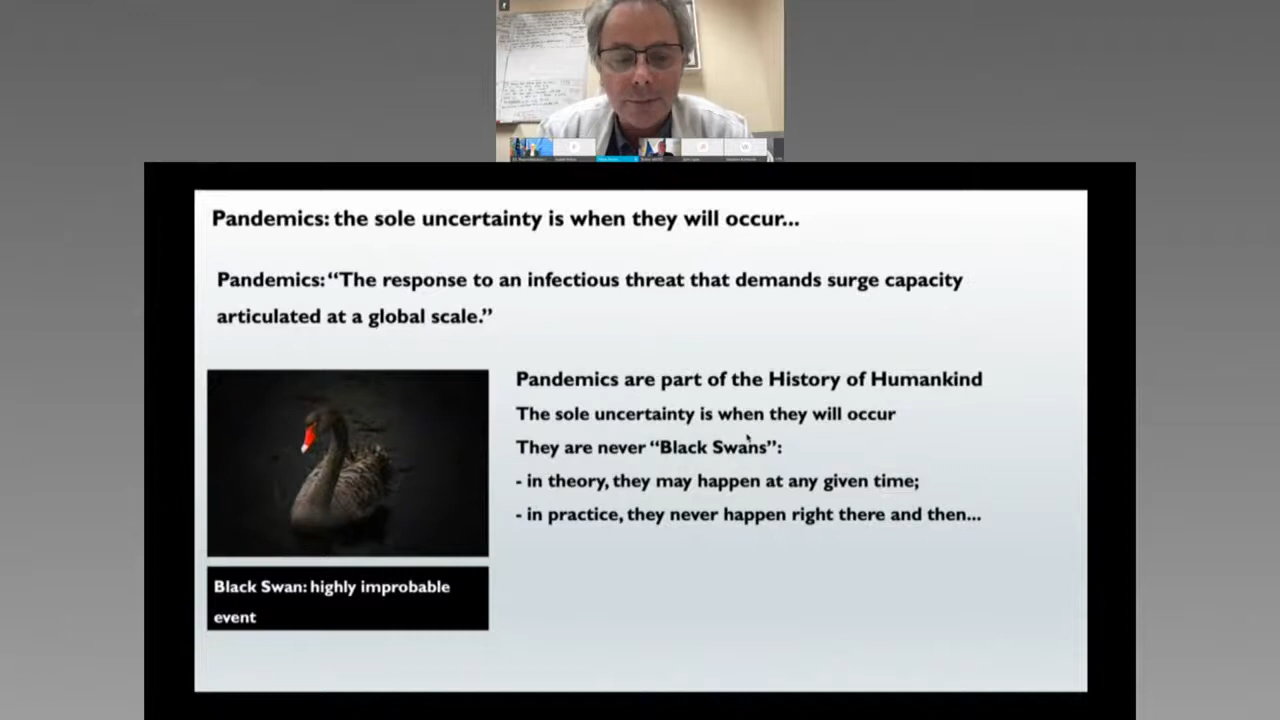 Pandemics: the sole uncertainty is when they will occur...
Pandemics: “The response to an infectious threat that demands surge capacity
articulated at a global scale.”
Pandemics are part of the History of Humankind
The sole uncertainty is when they will occur
They are never “Black Swans”:
- in theory, they may happen at any given time;
- in practice, they never happen right there and then...
Black Swan: highly improbable
event